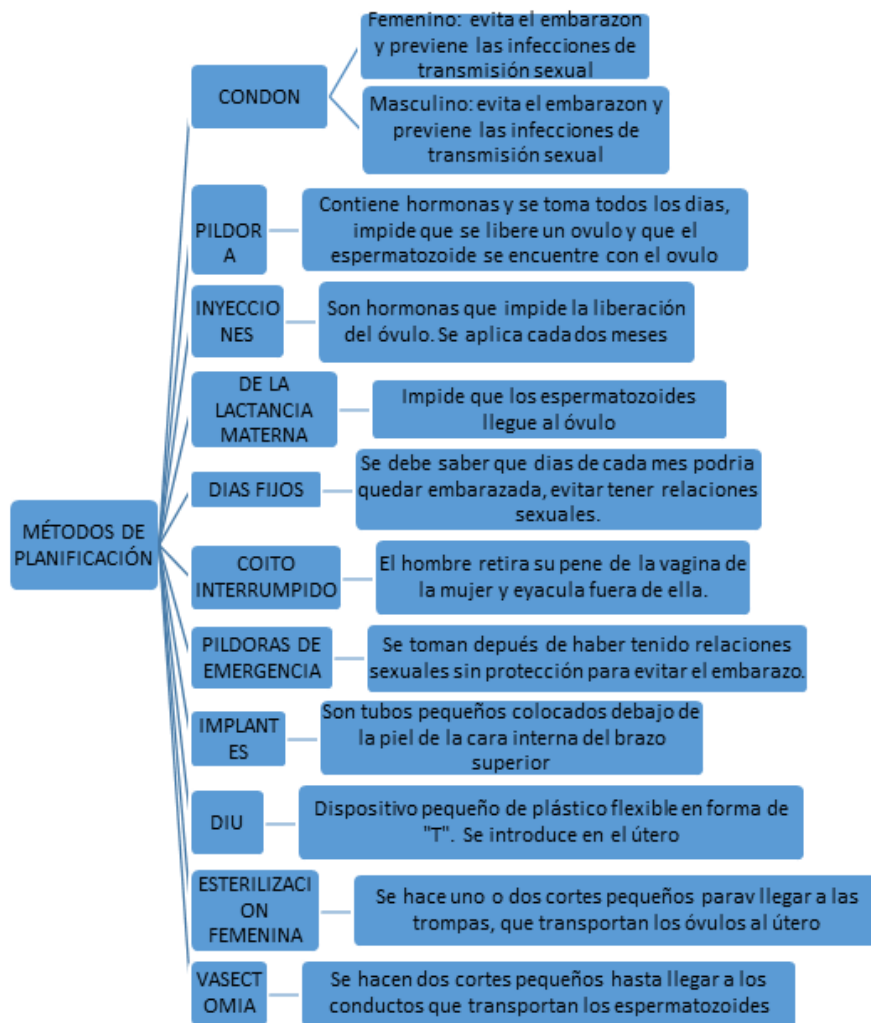 MÉTODOS DE
PLANIFICACIÓN
CONDON
Femenino: evita el embarazon
y previene las infecciones de
transmisión sexual
Masculino: evita el embarazon y
previene las infecciones de
transmisión sexual
PILDOR
A
Contiene hormonas y se toma todos los dias,
impide que se libere un ovulo y que el
espermatozoide se encuentre con el ovulo
INYECCIO
NES
Son hormonas que impide la liberación
del óvulo. Se aplica cada dos meses
DE LA
LACTANCIA
MATERNA
Impide que los espermatozoides
llegue al óvulo
DIAS FIJOS
Se debe saber que dias de cada mes podria
quedar embarazada, evitar tener relaciones
sexuales.
COITO
INTERRUMPIDO
El hombre retira su pene de la vagina de
la mujer y eyacula fuera de ella.
PILDORAS DE
EMERGENCIA
Se toman depués de haber tenido relaciones
sexuales sin protección para evitar el embarazo.
IMPLANT
ES
Son tubos pequeños colocados debajo de
la piel de la cara interna del brazo
superior
DIU
Dispositivo pequeño de plástico flexible en forma de
"T". Se introduce en el útero
ESTERILIZACI
ON
FEMENINA
Se hace uno o dos cortes pequeños parav llegar a las
trompas, que transportan los óvulos al útero
VASECT
OMIA
Se hacen dos cortes pequeños hasta llegar a los
conductos que transportan los espermatozoides